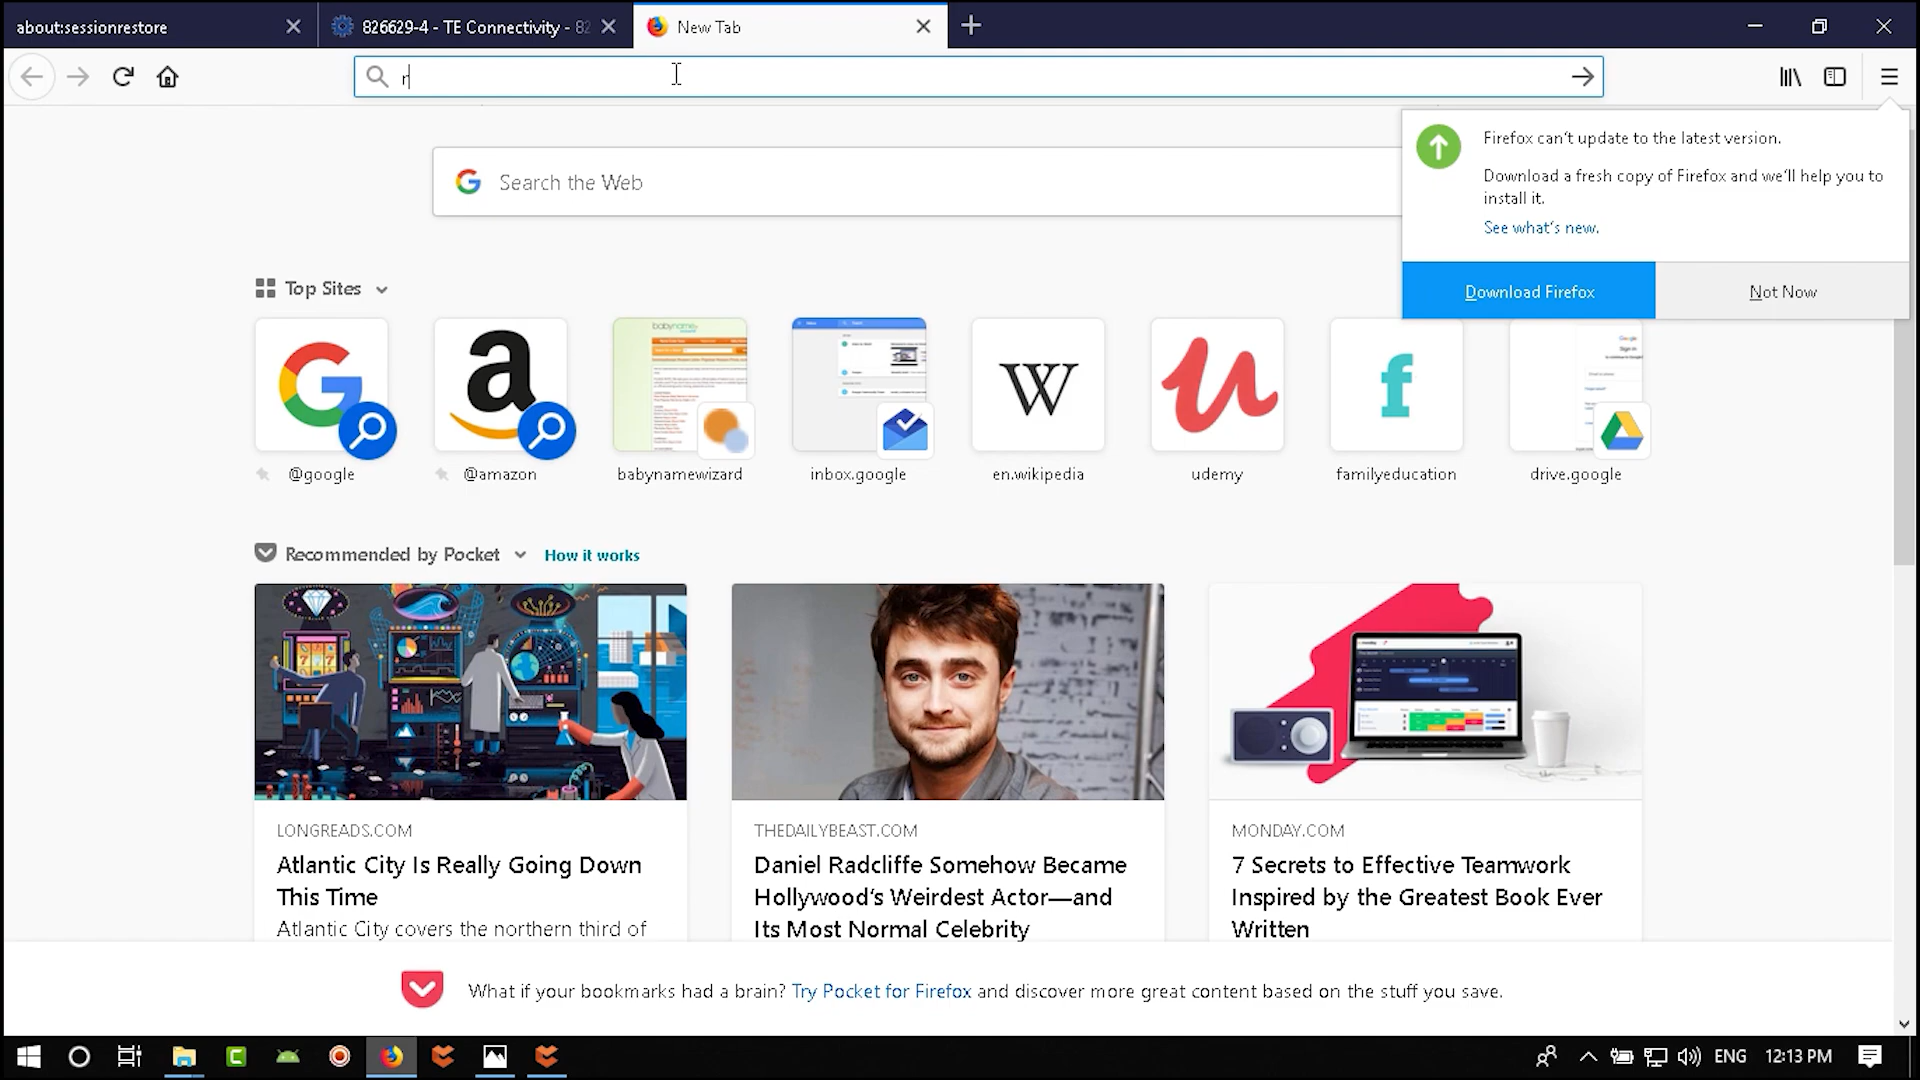 about:sessionrestore
826629-4 - TE Connectivity - 82
New Tab
r
Firefox can't update to the latest version.
Download a fresh copy of Firefox and we'll help you to
install it.
See what's new.
Download Firefox
Not Now
Search the Web
Top Sites
@google
@amazon
babynamewizard
inbox.google
en.wikipedia
udemy
familyeducation
drive.google
Recommended by Pocket
How it works
LONGREADS.COM
Atlantic City Is Really Going Down
This Time
Atlantic City covers the northern third of
THEDAILYBEAST.COM
Daniel Radcliffe Somehow Became
Hollywood's Weirdest Actor—and
Its Most Normal Celebrity
MONDAY.COM
7 Secrets to Effective Teamwork
Inspired by the Greatest Book Ever
Written
What if your bookmarks had a brain? Try Pocket for Firefox and discover more great content based on the stuff you save.
ENG
12:13 PM